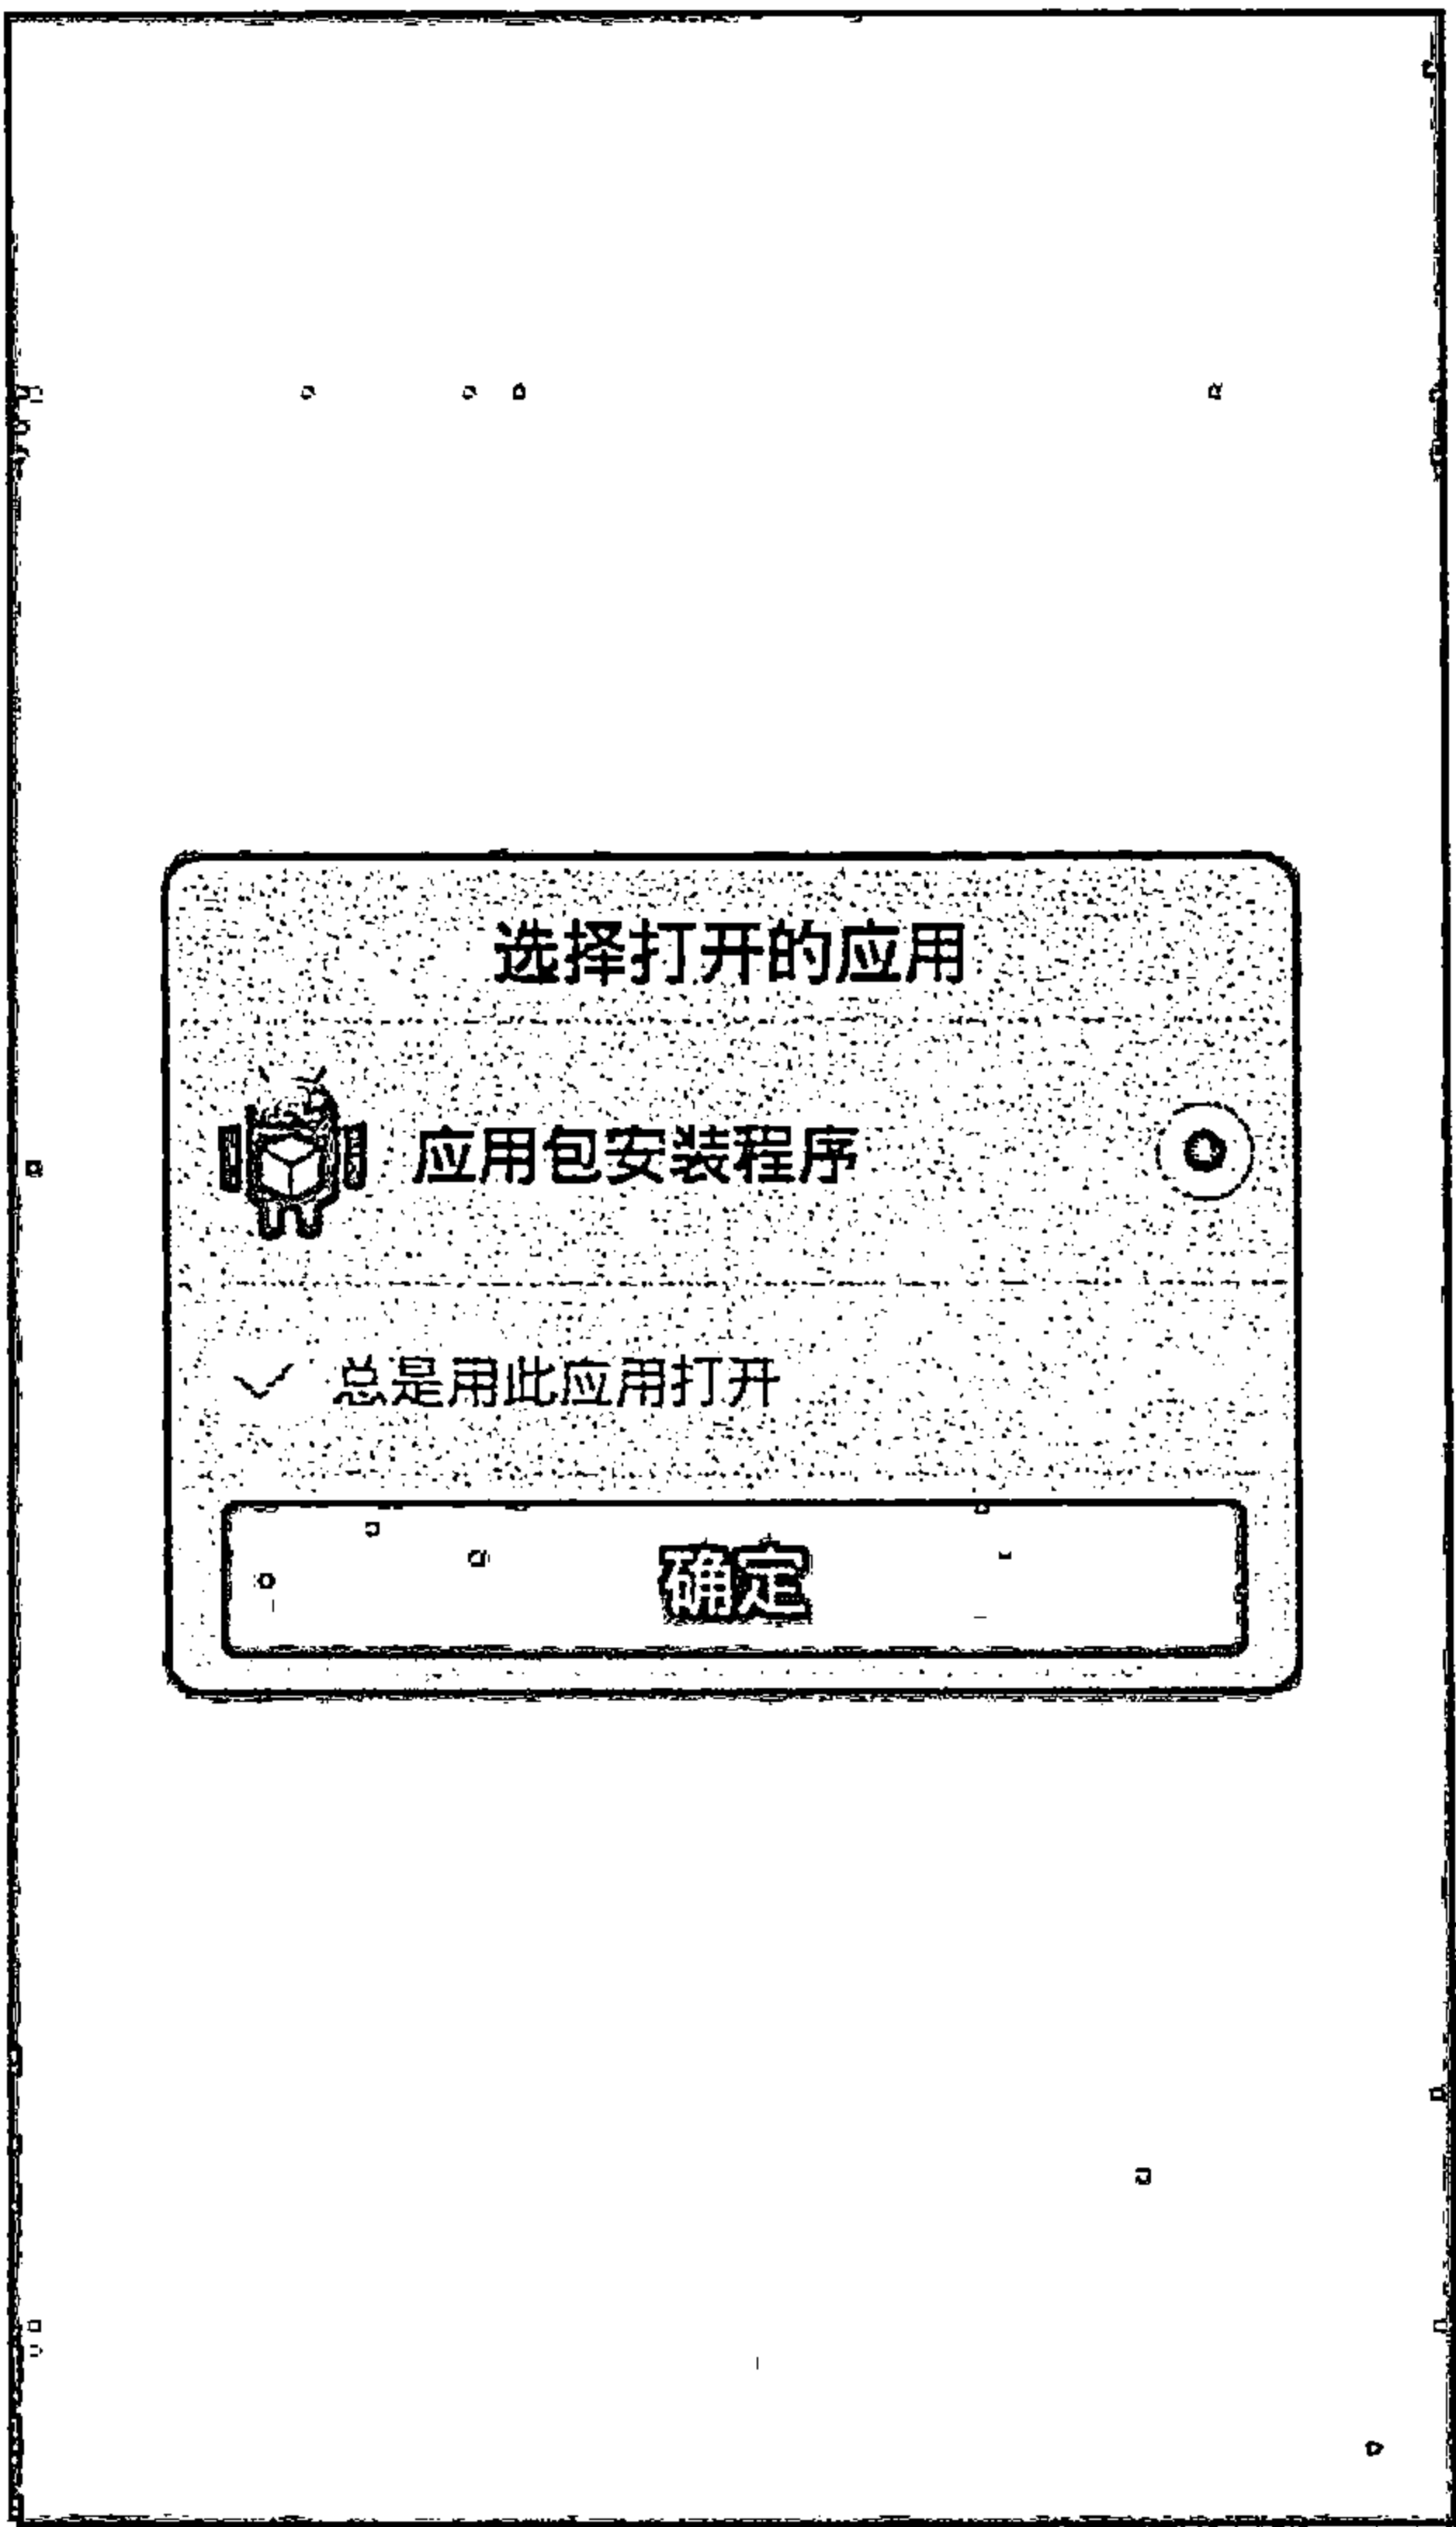 选择打开的应用
应用包安装程序
总是用此应用打开
确定